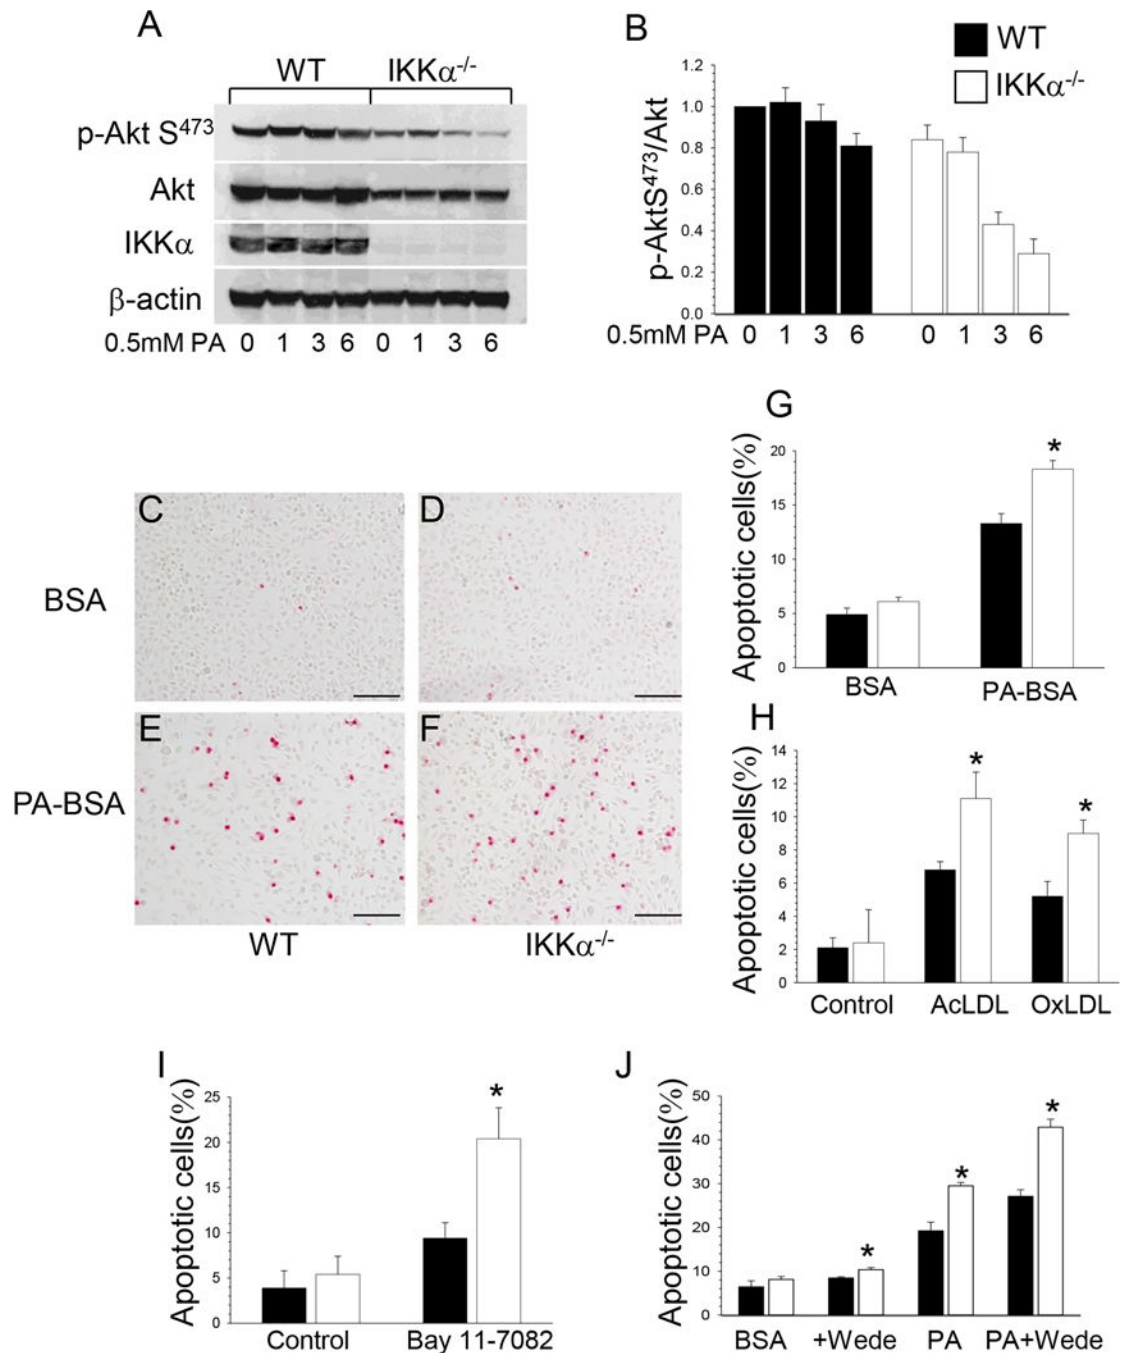 A
WT IKKα-/-
p-Akt S473
Akt
IKKα
β-actin
0.5mM PA 0 1 3 6 0 1 3 6
B
WT
IKKα-/-
p-AktS473/Akt
1.2
1.0
0.8
0.6
0.4
0.2
0.0
0.5mM PA 0 1 3 6 0 1 3 6
C D
BSA
E F
PA-BSA
WT IKKα-/-
G
Apoptotic cells(%)
20
15
10
5
0
*
BSA PA-BSA
H
Apoptotic cells(%)
14
12
10
8
6
4
2
0
* *
Control AcLDL OxLDL
I
Apoptotic cells(%)
25
20
15
10
5
0
*
Control Bay 11-7082
J
Apoptotic cells(%)
50
40
30
20
10
0
* * *
BSA +Wede PA PA+Wede